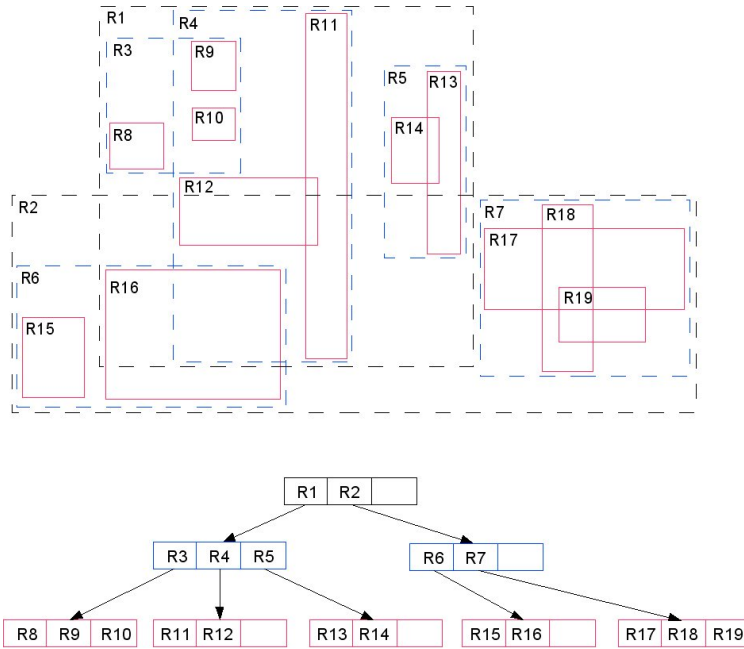 R1 R4 R11
R3 R9 R5 R13
R10 R14
R8
R12
R2 R7 R18
R17
R6
R16 R19
R15
R1 R2
R3 R4 R5 R6 R7
R8 R9 R10 R11 R12 R13 R14 R15 R16 R17 R18 R19